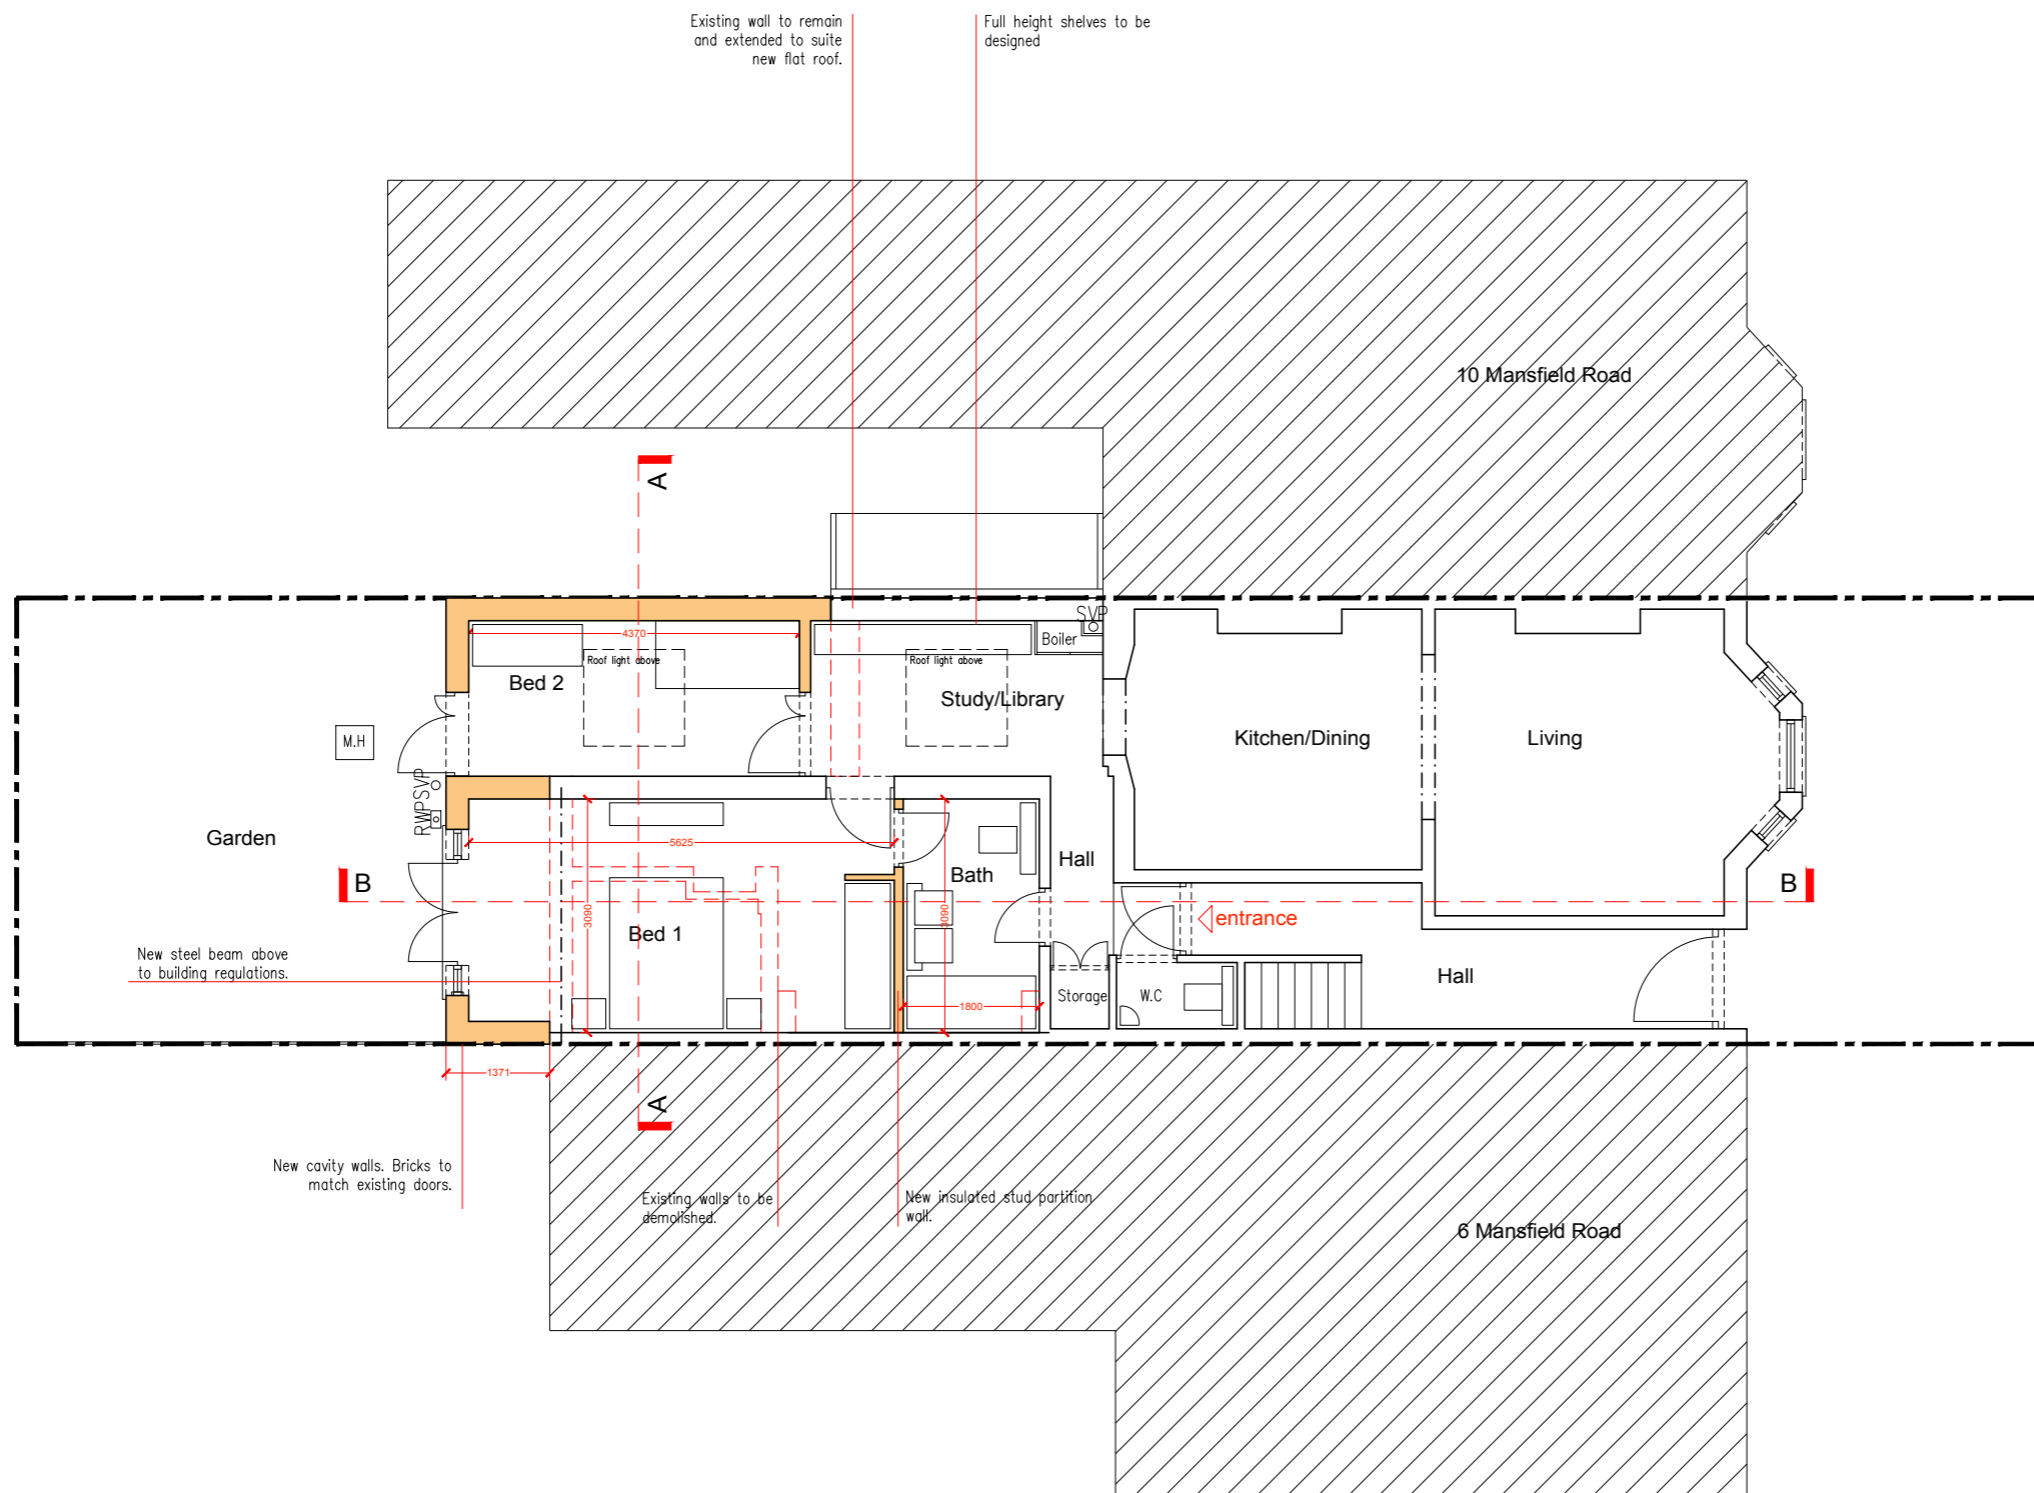 Existing wall to remain
and extended to suite
new flat roof.
Full height shelves to be
designed
10 Mansfield Road
A
SVP
Boiler
4370
Roof light above
Roof light above
Bed 2
Study/Library
M.H
Kitchen/Dining
Living
SVP
RWP
Garden
5625
Hall
Bath
B
B
3090
3090
entrance
Bed 1
New steel beam above
to building regulations.
Hall
Storage
W.C
1800
1371
A
New cavity walls. Bricks to
match existing doors.
Existing walls to be
demolished.
New insulated stud partition
wall.
6 Mansfield Road